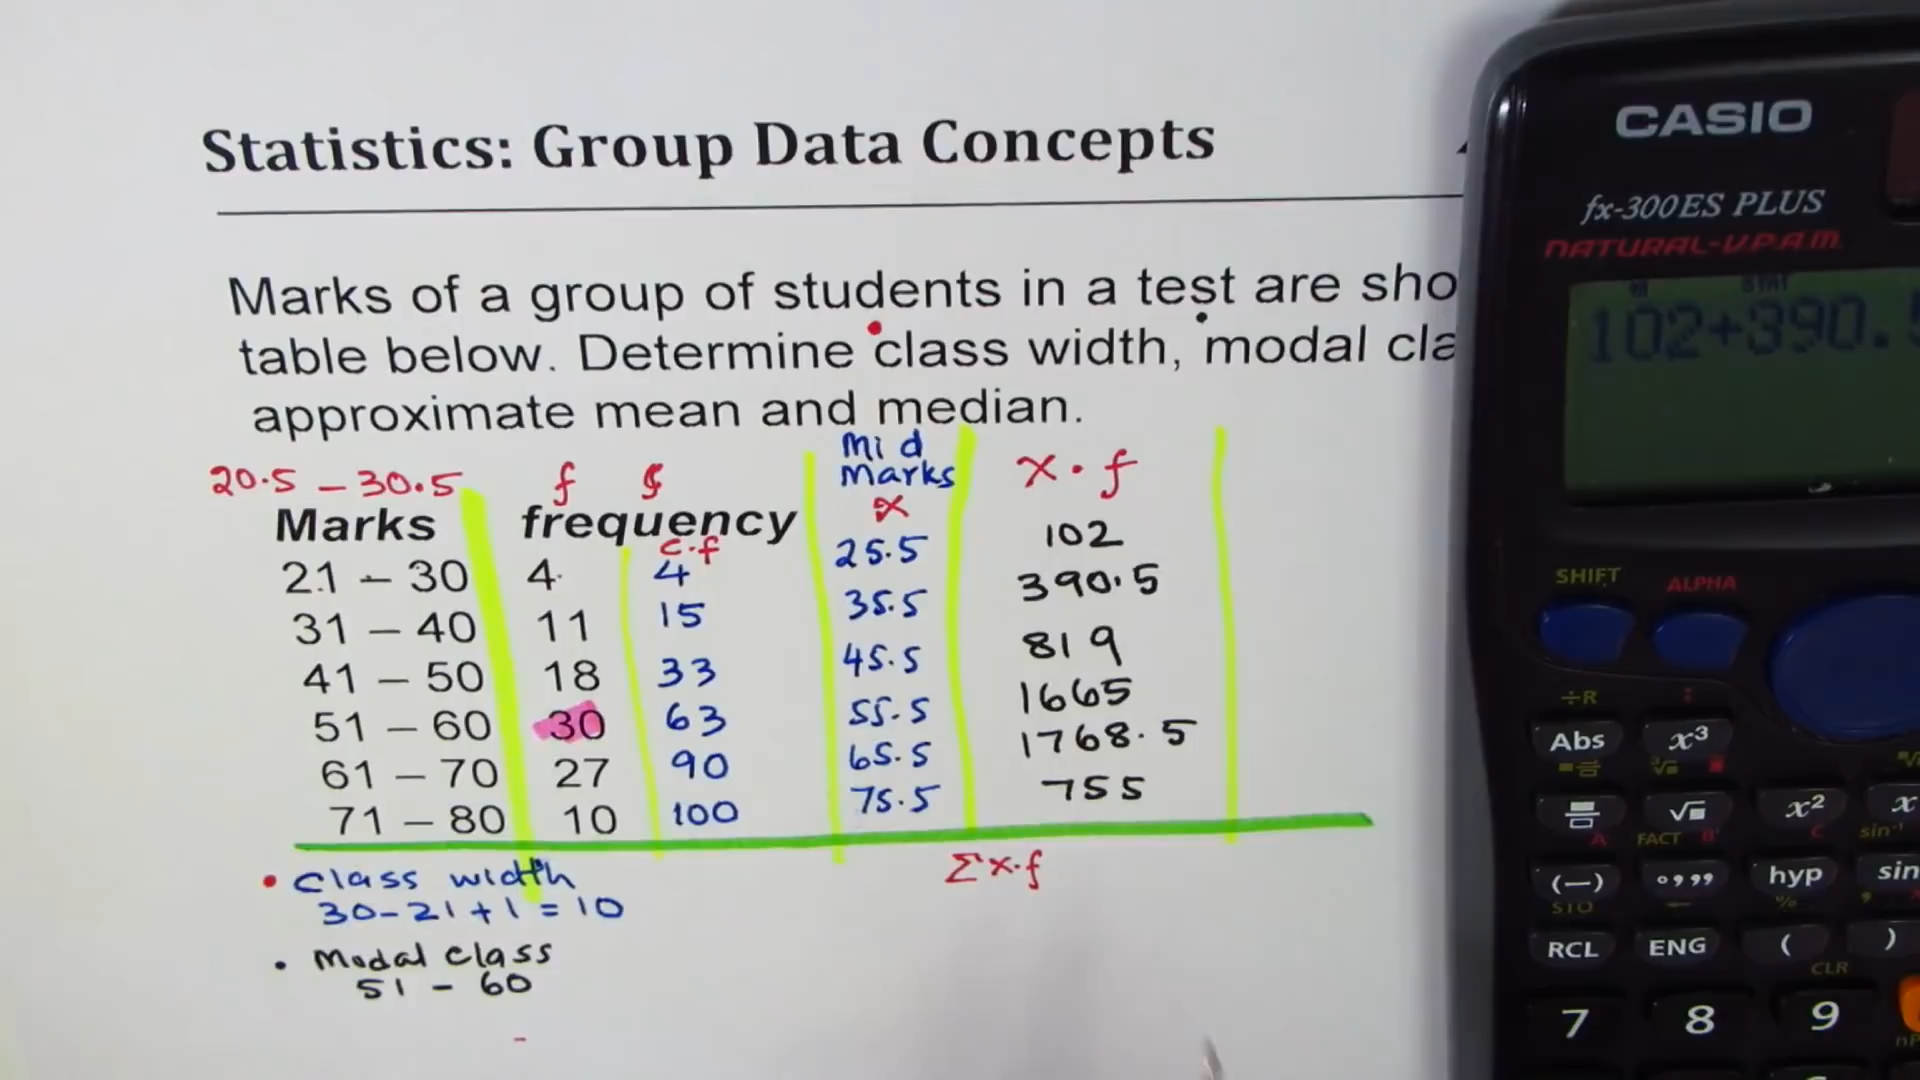 Statistics: Group Data Concepts
Marks of a group of students in a test are sho
table below. Determine class width, modal cla
approximate mean and median.
20.5 – 30.5 f f Mid Marks x x·f
Marks frequency c.f
21 – 30 4 4 25.5 102
31 – 40 11 15 35.5 390.5
41 – 50 18 33 45.5 819
51 – 60 30 63 55.5 1665
61 – 70 27 90 65.5 1768.5
71 – 80 10 100 75.5 755
Σx·f
• Class width
30-21+1 = 10
• Modal class
51 - 60
CASIO
fx-300ES PLUS
NATURAL-V.P.A.M.
STAT
102+390.5
SHIFT ALPHA
÷R
Abs x³
√ x²
FACT
(—) °,,, hyp sin
sin⁻¹
STO
RCL ENG ( )
CLR
7 8 9